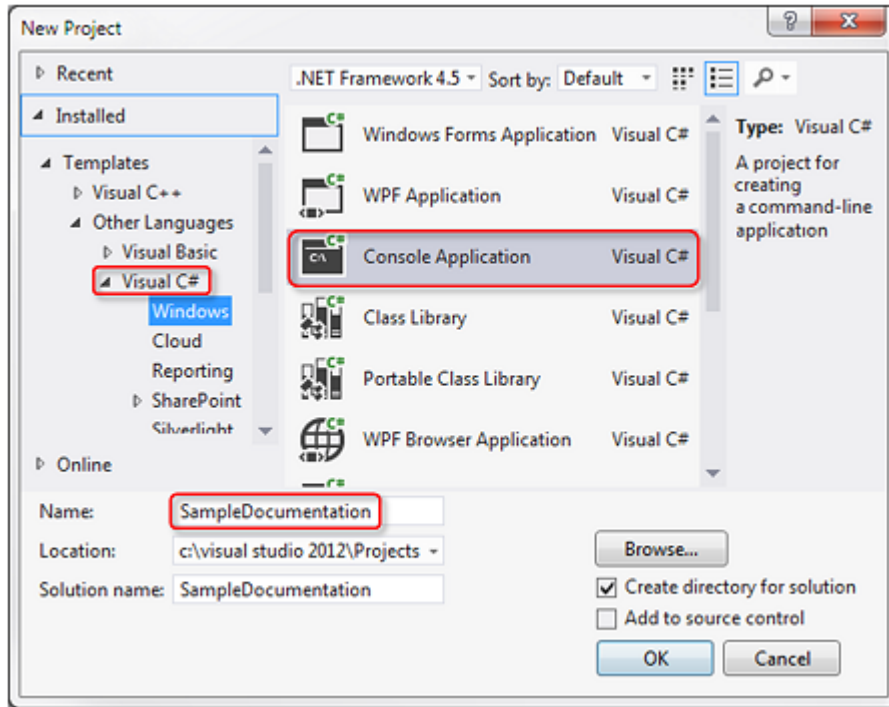 New Project
Recent
.NET Framework 4.5 Sort by: Default
Installed
Templates
Visual C++
Other Languages
Visual Basic
Visual C#
Windows
Cloud
Reporting
SharePoint
Silverlight
Online
Windows Forms Application Visual C#
WPF Application Visual C#
Console Application Visual C#
Class Library Visual C#
Portable Class Library Visual C#
WPF Browser Application Visual C#
Type: Visual C#
A project for
creating
a command-line
application
Name: SampleDocumentation
Location: c:\visual studio 2012\Projects
Browse...
Solution name: SampleDocumentation
Create directory for solution
Add to source control
OK Cancel